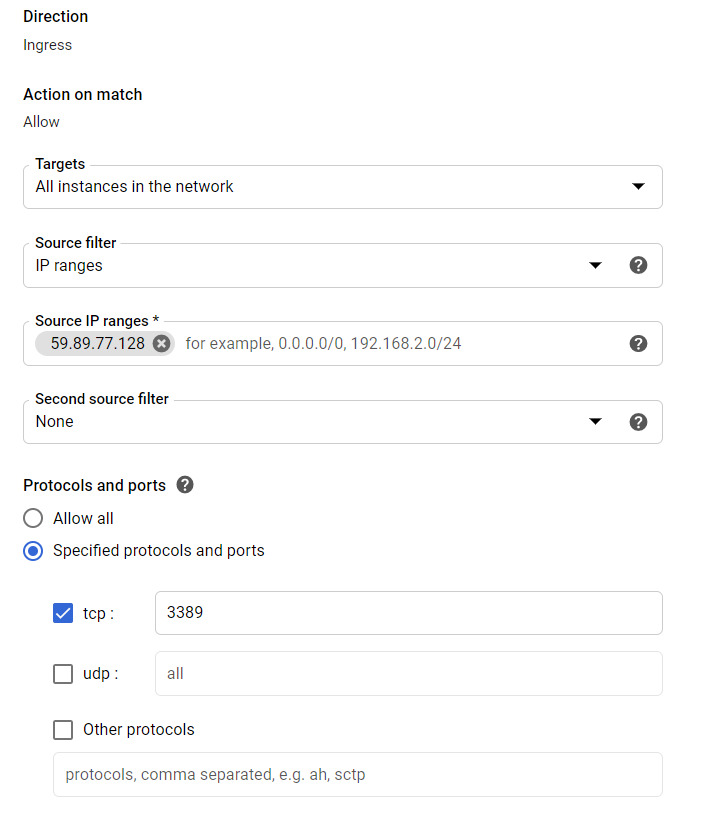 Direction
Ingress
Action on match
Allow
Targets
All instances in the network
Source filter
IP ranges
Source IP ranges *
59.89.77.128 for example, 0.0.0.0/0, 192.168.2.0/24
Second source filter
None
Protocols and ports
Allow all
Specified protocols and ports
tcp : 3389
udp : all
Other protocols
protocols, comma separated, e.g. ah, sctp